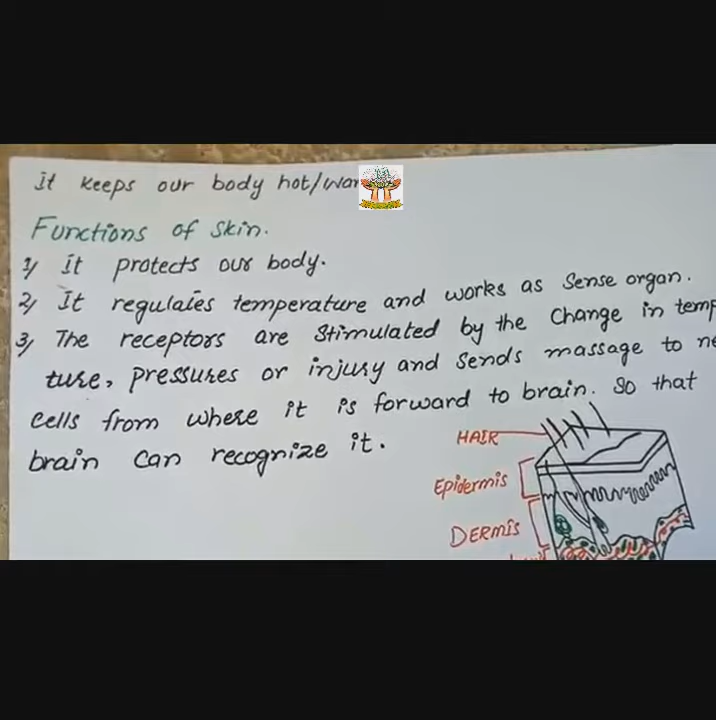 It keeps our body hot/war
Functions of skin.
1) It protects our body.
2) It regulates temperature and works as Sense organ.
3) The receptors are stimulated by the change in temp
ture, pressures or injury and sends massage to ne
cells from where it is forward to brain. So that
brain can recognize it.
HAIR
Epidermis
DERMIS